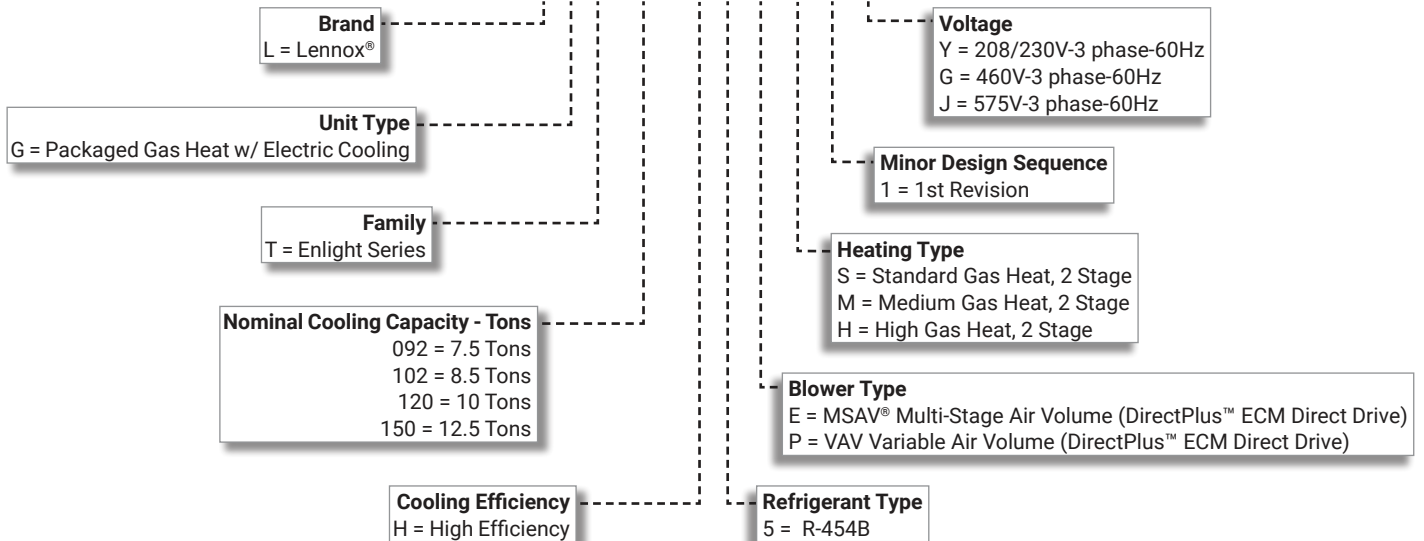 Brand
L = Lennox®
Unit Type
G = Packaged Gas Heat w/ Electric Cooling
Family
T = Enlight Series
Nominal Cooling Capacity - Tons
092 = 7.5 Tons
102 = 8.5 Tons
120 = 10 Tons
150 = 12.5 Tons
Cooling Efficiency
H = High Efficiency
Voltage
Y = 208/230V-3 phase-60Hz
G = 460V-3 phase-60Hz
J = 575V-3 phase-60Hz
Minor Design Sequence
1 = 1st Revision
Heating Type
S = Standard Gas Heat, 2 Stage
M = Medium Gas Heat, 2 Stage
H = High Gas Heat, 2 Stage
Blower Type
E = MSAV® Multi-Stage Air Volume (DirectPlus™ ECM Direct Drive)
P = VAV Variable Air Volume (DirectPlus™ ECM Direct Drive)
Refrigerant Type
5 = R-454B